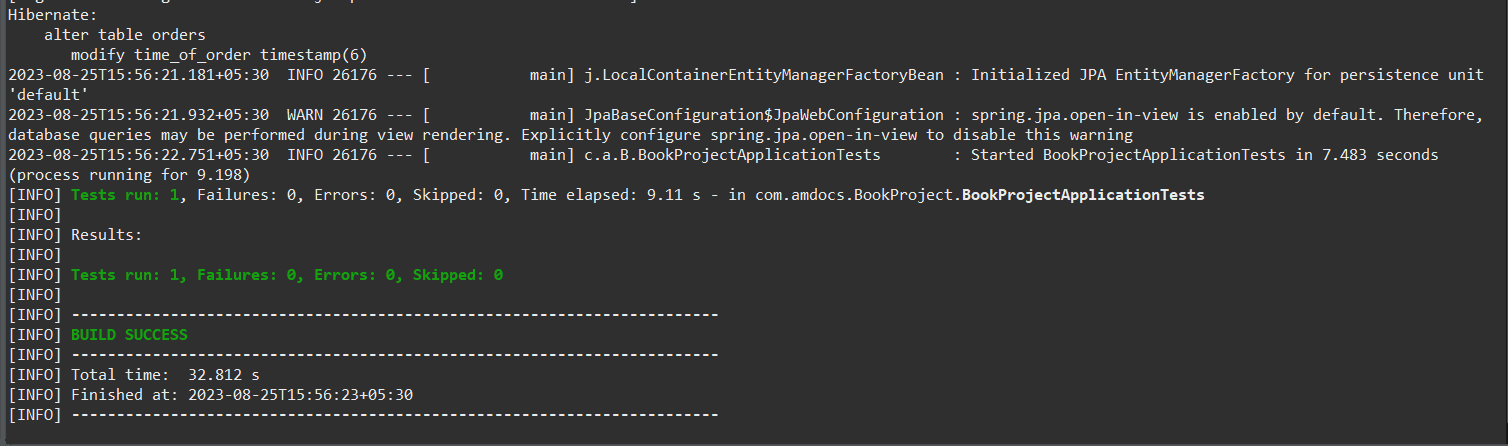 Hibernate:
    alter table orders
       modify time_of_order timestamp(6)
2023-08-25T15:56:21.181+05:30  INFO 26176 --- [           main] j.LocalContainerEntityManagerFactoryBean : Initialized JPA EntityManagerFactory for persistence unit
'default'
2023-08-25T15:56:21.932+05:30  WARN 26176 --- [           main] JpaBaseConfiguration$JpaWebConfiguration : spring.jpa.open-in-view is enabled by default. Therefore,
database queries may be performed during view rendering. Explicitly configure spring.jpa.open-in-view to disable this warning
2023-08-25T15:56:22.751+05:30  INFO 26176 --- [           main] c.a.B.BookProjectApplicationTests        : Started BookProjectApplicationTests in 7.483 seconds
(process running for 9.198)
[INFO] Tests run: 1, Failures: 0, Errors: 0, Skipped: 0, Time elapsed: 9.11 s - in com.amdocs.BookProject.BookProjectApplicationTests
[INFO]
[INFO] Results:
[INFO]
[INFO] Tests run: 1, Failures: 0, Errors: 0, Skipped: 0
[INFO]
[INFO] ------------------------------------------------------------------------
[INFO] BUILD SUCCESS
[INFO] ------------------------------------------------------------------------
[INFO] Total time:  32.812 s
[INFO] Finished at: 2023-08-25T15:56:23+05:30
[INFO] ------------------------------------------------------------------------